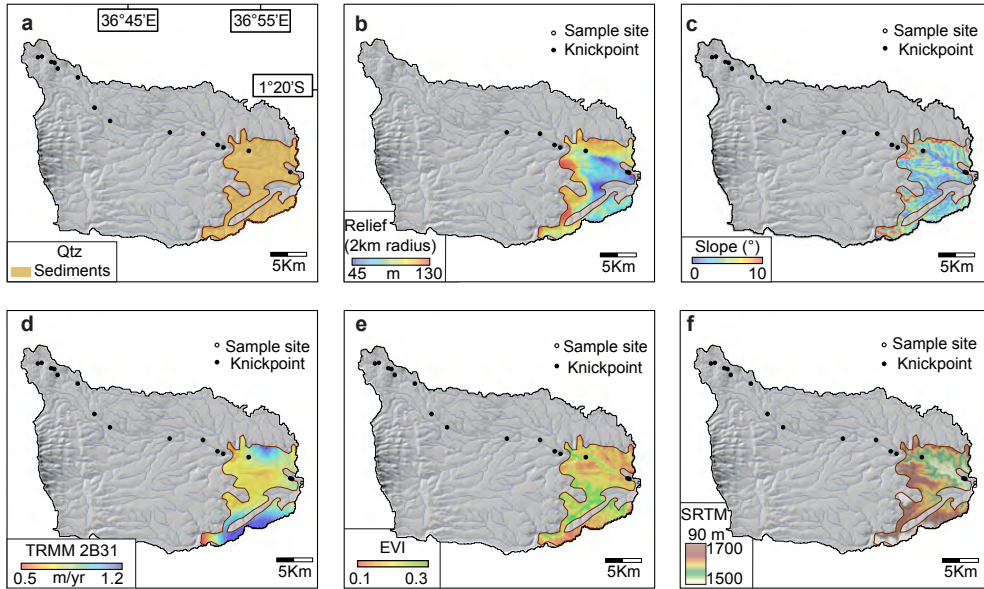 a
36°45'E
36°55'E
1°20'S
Qtz
Sediments
5Km
b
Sample site
Knickpoint
Relief
(2km radius)
45 m 130
5Km
c
Sample site
Knickpoint
Slope (°)
0 10
5Km
d
Sample site
Knickpoint
TRMM 2B31
0.5 m/yr 1.2
5Km
e
Sample site
Knickpoint
EVI
0.1 0.3
5Km
f
Sample site
Knickpoint
SRTM
90 m
1700
1500
5Km